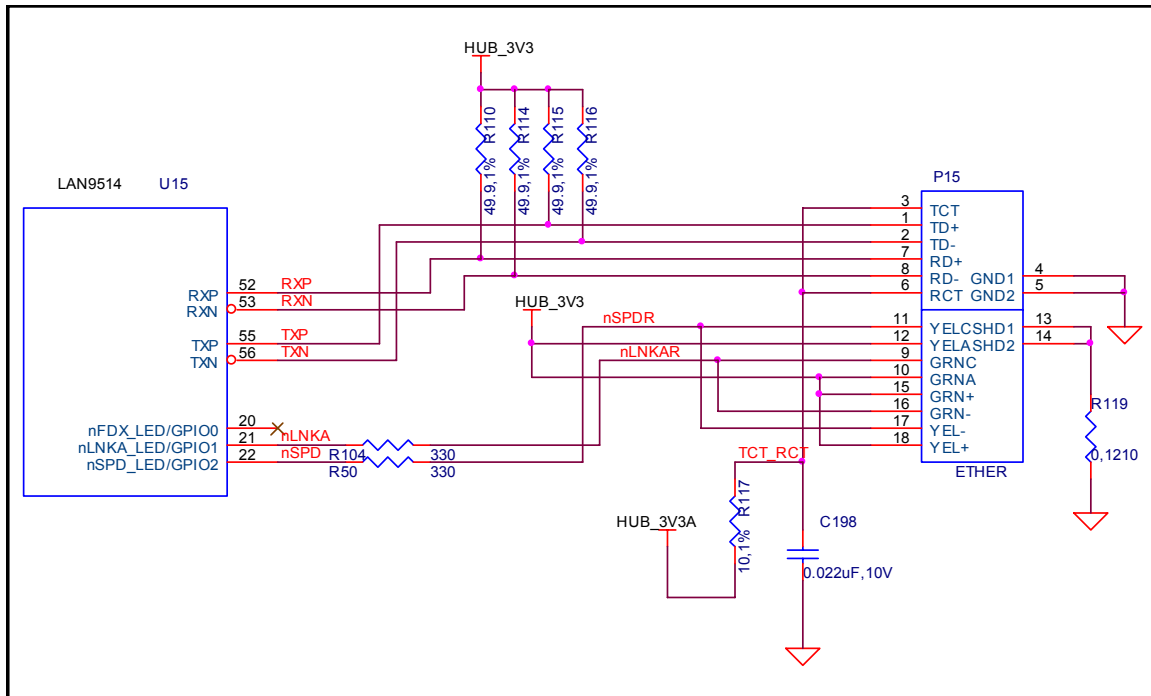 HUB_3V3
49.9,1% R110
49.9,1% R114
49.9,1% R115
49.9,1% R116
LAN9514 U15
RXP 52 RXP
RXN 53 RXN
TXP 55 TXP
TXN 56 TXN
nFDX_LED/GPIO0 20
nLNKA_LED/GPIO1 21 nLNKA
nSPD_LED/GPIO2 22 nSPD
R104 330
R50 330
HUB_3V3
nSPDR
nLNKAR
P15
3 TCT
1 TD+
2 TD-
7 RD+
8 RD- GND1 4
6 RCT GND2 5
11 YELCSHD1 13
12 YELASHD2 14
9 GRNC
10 GRNA
15 GRN+
16 GRN-
17 YEL-
18 YEL+
ETHER
R119
0,1210
TCT_RCT
HUB_3V3A
10,1% R117
C198
0.022uF,10V